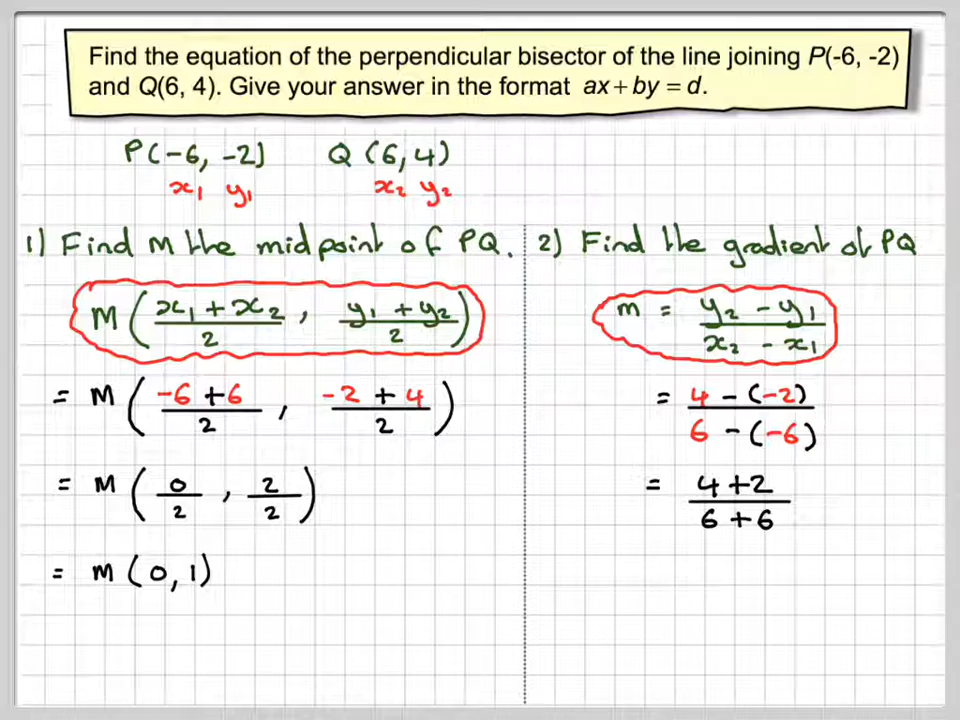 Find the equation of the perpendicular bisector of the line joining P(-6, -2)
and Q(6, 4). Give your answer in the format ax + by = d.
P(-6, -2) Q (6, 4)
x₁ y₁ x₂ y₂
1) Find M the midpoint of PQ.
M ( (x₁ + x₂)/2 , (y₁ + y₂)/2 )
= M ( (-6 + 6)/2 , (-2 + 4)/2 )
= M ( 0/2 , 2/2 )
= M (0, 1)
2) Find the gradient of PQ
m = (y₂ - y₁)/(x₂ - x₁)
= (4 - (-2))/(6 - (-6))
= (4 + 2)/(6 + 6)